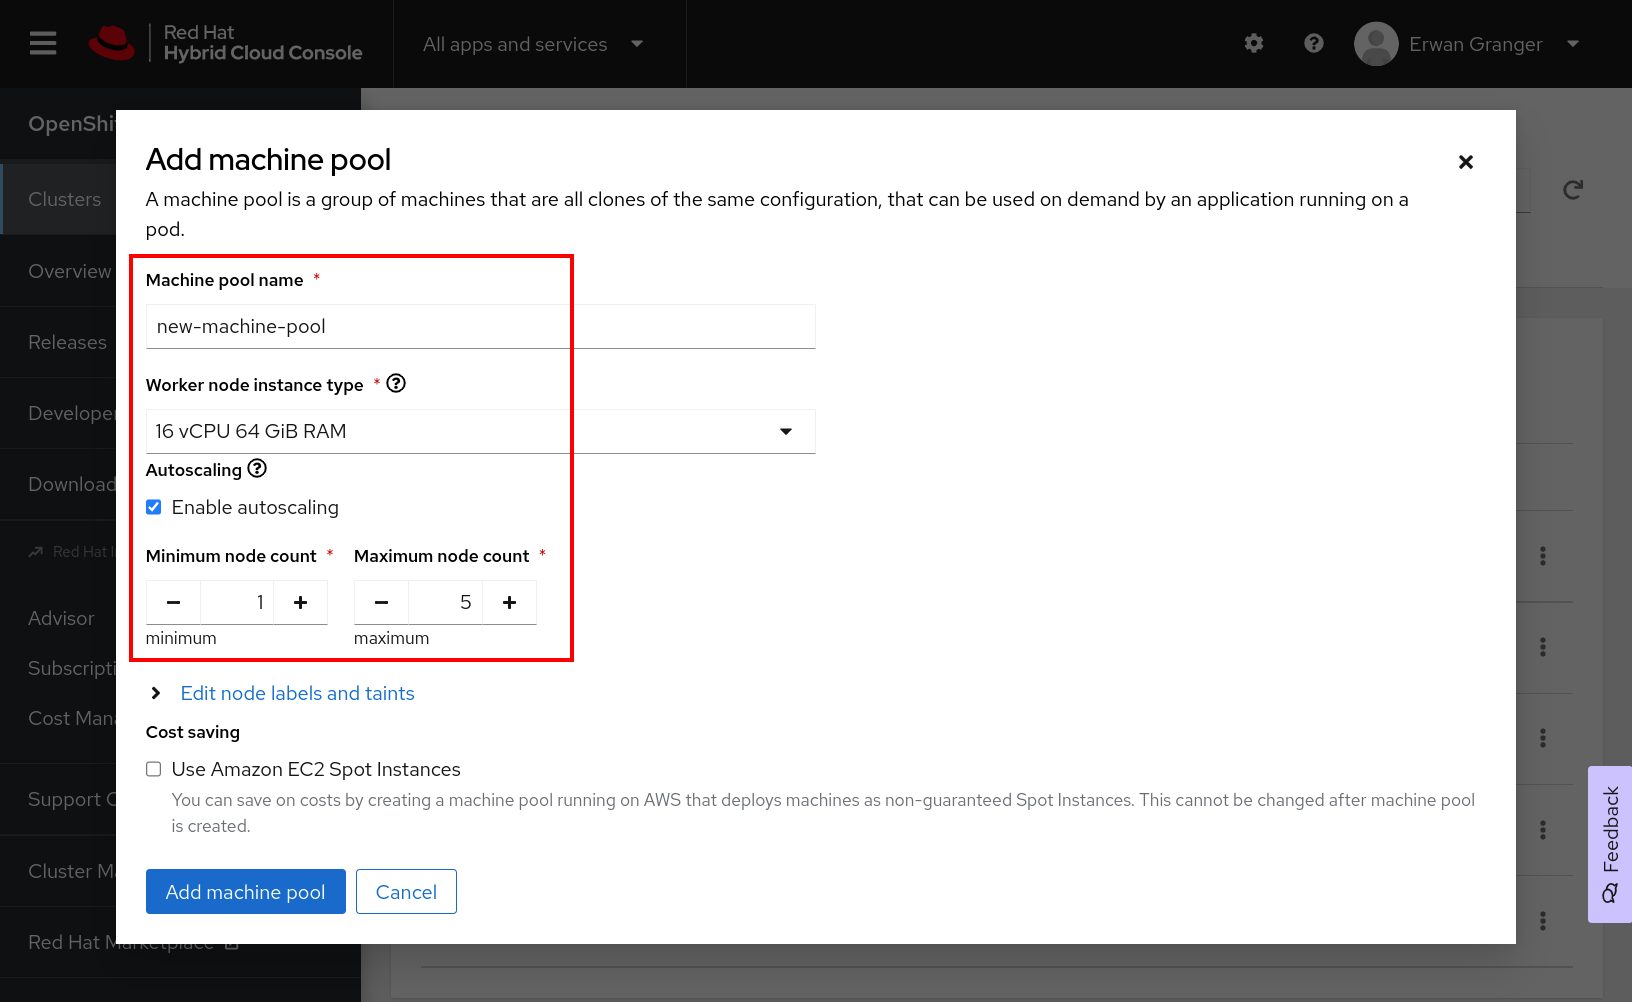 Red Hat
Hybrid Cloud Console
All apps and services
Erwan Granger
OpenShi
Clusters
Overview
Releases
Developer
Download
Red Hat I
Advisor
Subscripti
Cost Man
Support C
Cluster M
Red Hat Marketplace
Add machine pool
A machine pool is a group of machines that are all clones of the same configuration, that can be used on demand by an application running on a
pod.
Machine pool name *
new-machine-pool
Worker node instance type *
16 vCPU 64 GiB RAM
Autoscaling
Enable autoscaling
Minimum node count * Maximum node count *
1 5
minimum maximum
Edit node labels and taints
Cost saving
Use Amazon EC2 Spot Instances
You can save on costs by creating a machine pool running on AWS that deploys machines as non-guaranteed Spot Instances. This cannot be changed after machine pool
is created.
Add machine pool Cancel
Feedback